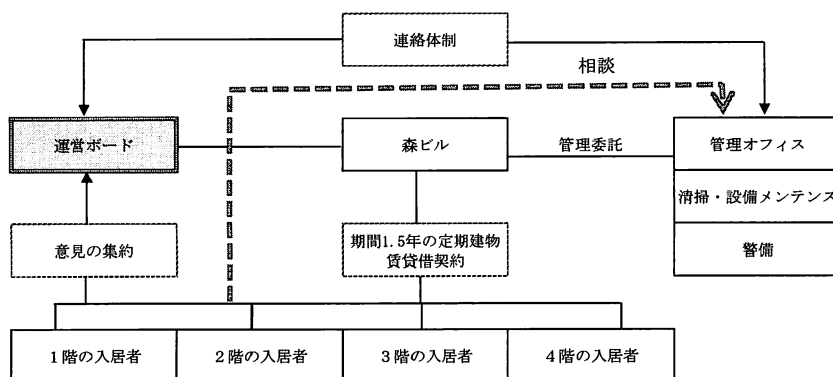 連絡体制
相談
運営ボード
森ビル
管理委託
管理オフィス
清掃・設備メンテンス
警備
意見の集約
期間1.5年の定期建物
賃貸借契約
1階の入居者
2階の入居者
3階の入居者
4階の入居者